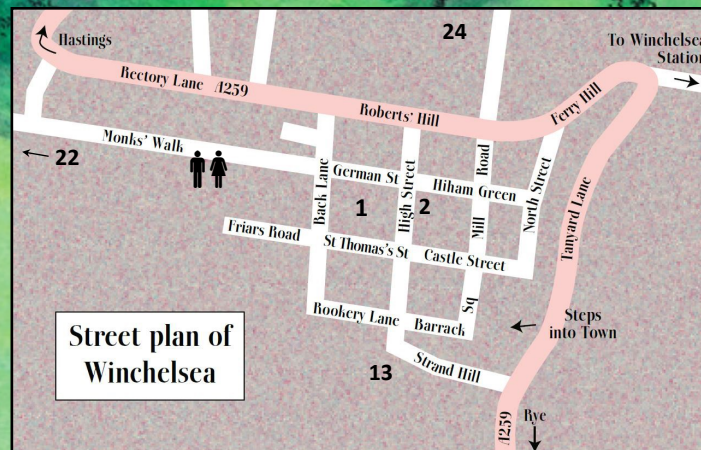 24
Hastings
To Winchelsea
Station
Rectory Lane A259
Roberts' Hill
Ferry Hill
Monks' Walk
22
German St
Hiham Green
Back Lane
High Street
Mill
Road
North Street
Tanyard Lane
1
2
Friars Road
St Thomas's St
Castle Street
Rookery Lane
Barrack
Sq
Steps
into Town
Street plan of
Winchelsea
13
Strand Hill
A259
Rye